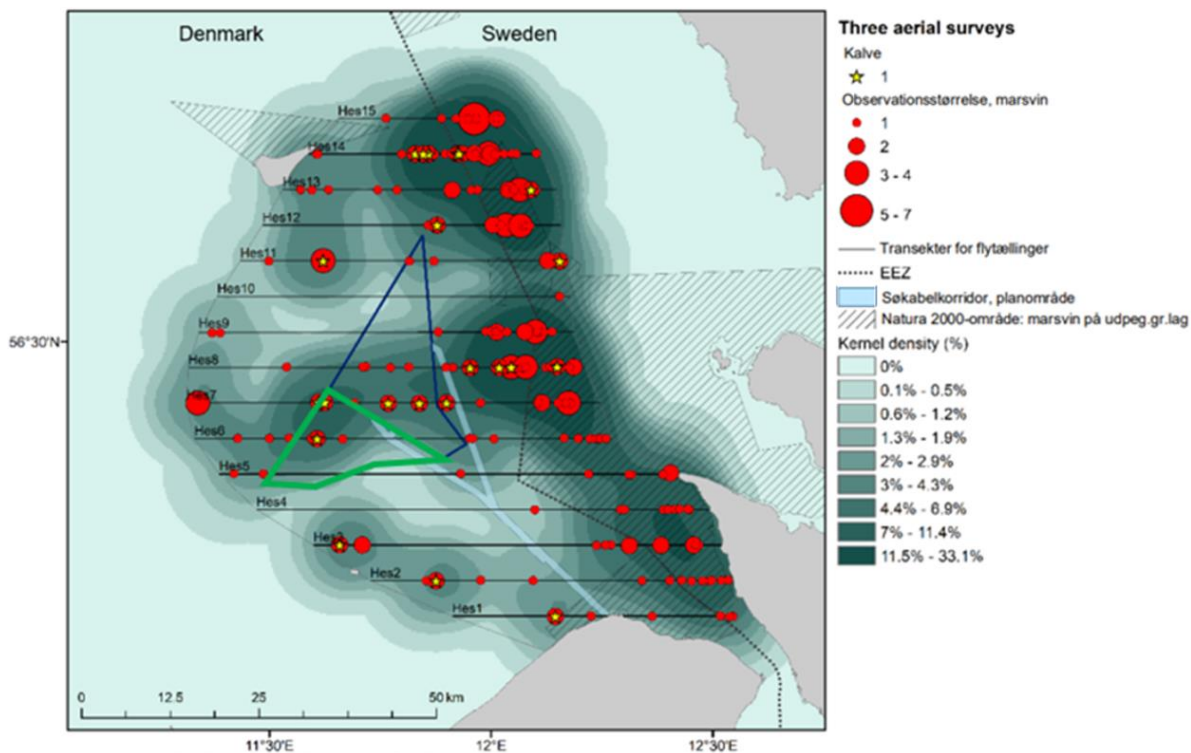 Denmark
Sweden
Hes15
Hes14
Hes13
Hes12
Hes11
Hes10
Hes9
Hes8
Hes7
Hes6
Hes5
Hes4
Hes3
Hes2
Hes1
56°30'N
0 12.5 25 50 km
11°30'E 12°E 12°30'E
Three aerial surveys
Kalve
1
Observationsstørrelse, marsvin
1
2
3 - 4
5 - 7
Transekter for flytællinger
EEZ
Søkabelkorridor, planområde
Natura 2000-område: marsvin på udpeg.gr.lag
Kernel density (%)
0%
0.1% - 0.5%
0.6% - 1.2%
1.3% - 1.9%
2% - 2.9%
3% - 4.3%
4.4% - 6.9%
7% - 11.4%
11.5% - 33.1%